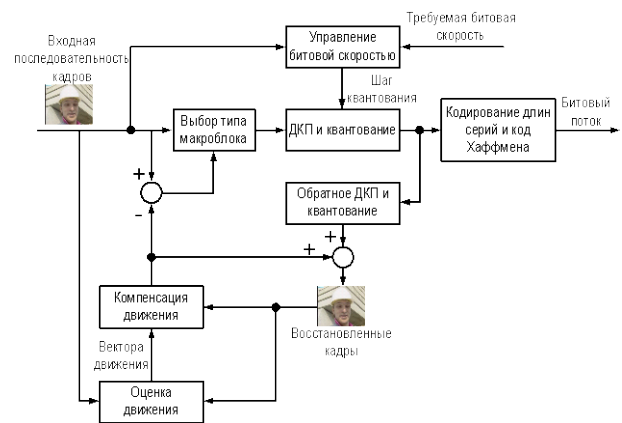 Входная
последовательность
кадров
Управление
битовой скоростью
Требуемая битовая
скорость
Шаг
квантования
Выбор типа
макроблока
ДКП и квантование
Кодирование длин
серий и код
Хаффмена
Битовый
поток
+
-
Обратное ДКП и
квантование
+
+
Компенсация
движения
Восстановленные
кадры
Вектора
движения
Оценка
движения